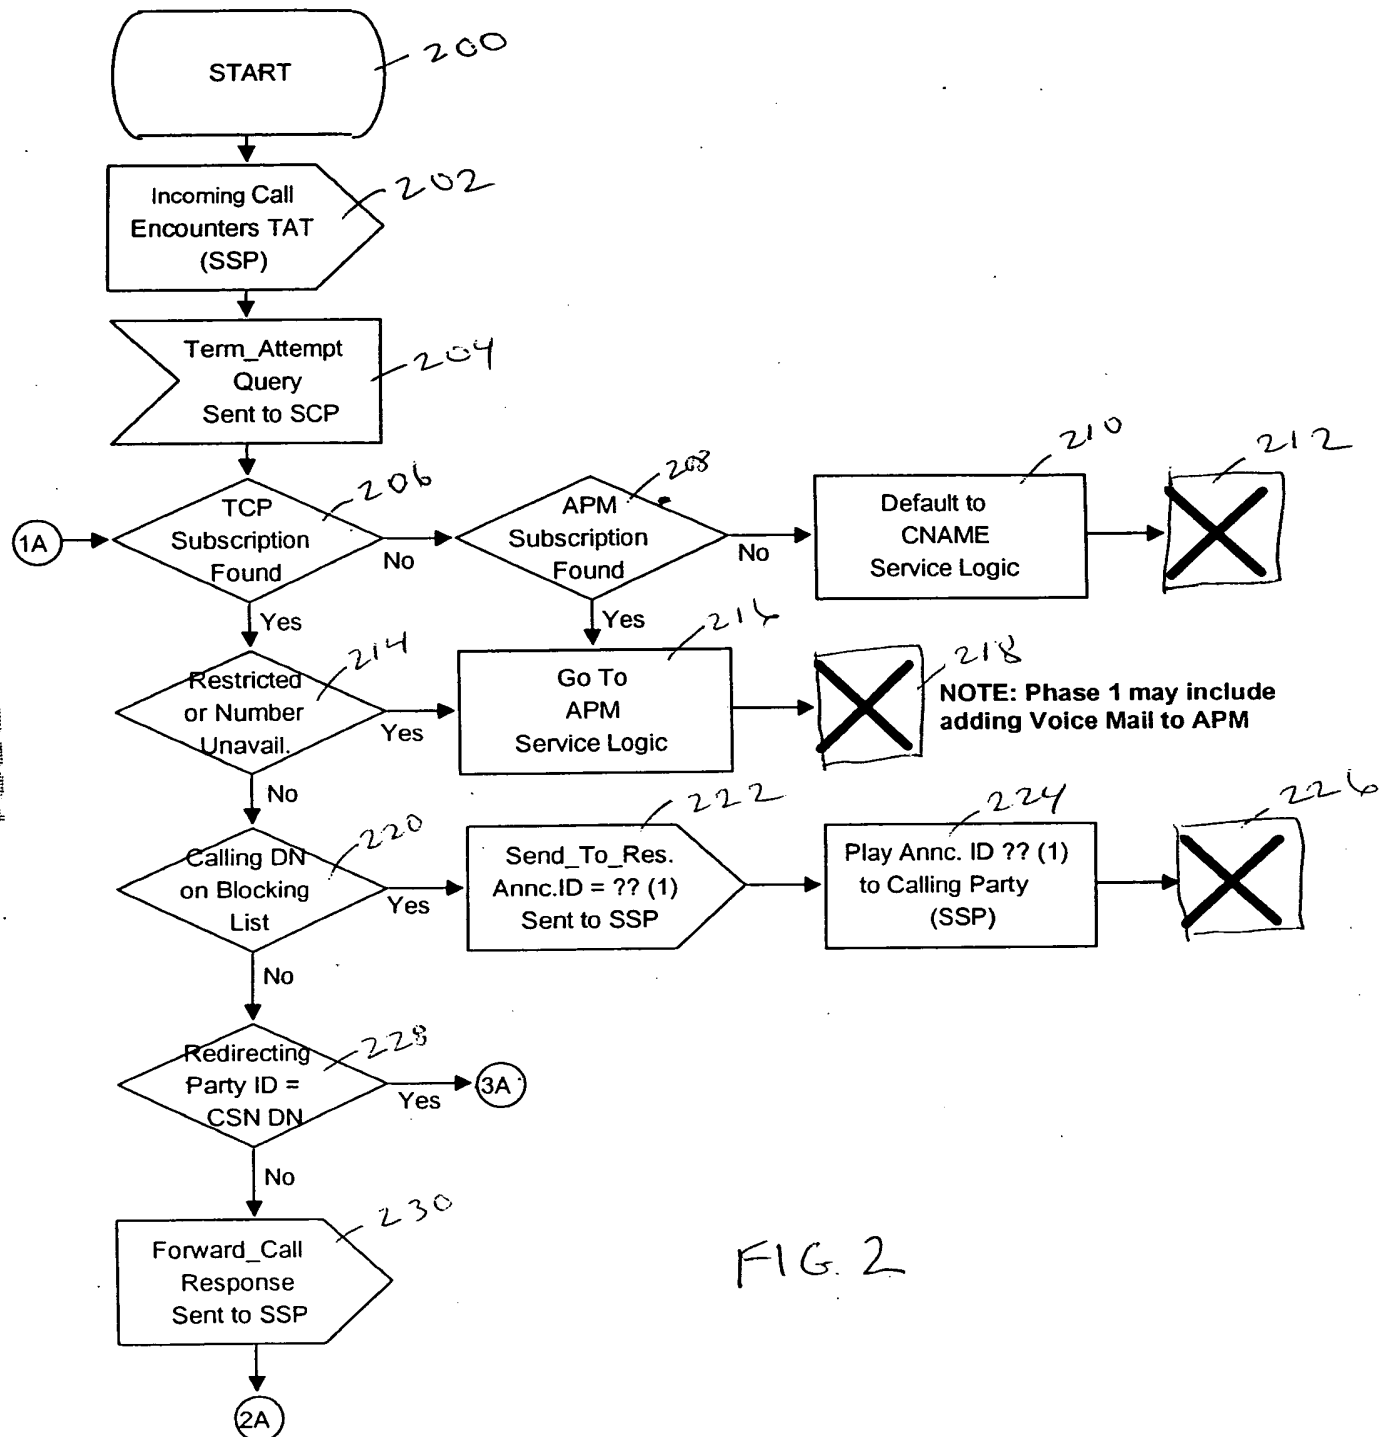 START
200
Incoming Call
Encounters TAT
(SSP)
202
Term_Attempt
Query
Sent to SCP
204
1A
TCP
Subscription
Found
206
No
Yes
APM
Subscription
Found
208
No
Yes
Default to
CNAME
Service Logic
210
212
Restricted
or Number
Unavail.
214
Yes
No
Go To
APM
Service Logic
216
218
NOTE: Phase 1 may include
adding Voice Mail to APM
Calling DN
on Blocking
List
220
Yes
No
Send_To_Res.
Annc.ID = ?? (1)
Sent to SSP
222
Play Annc. ID ?? (1)
to Calling Party
(SSP)
224
226
Redirecting
Party ID =
CSN DN
228
Yes
3A
No
Forward_Call
Response
Sent to SSP
230
2A
FIG. 2